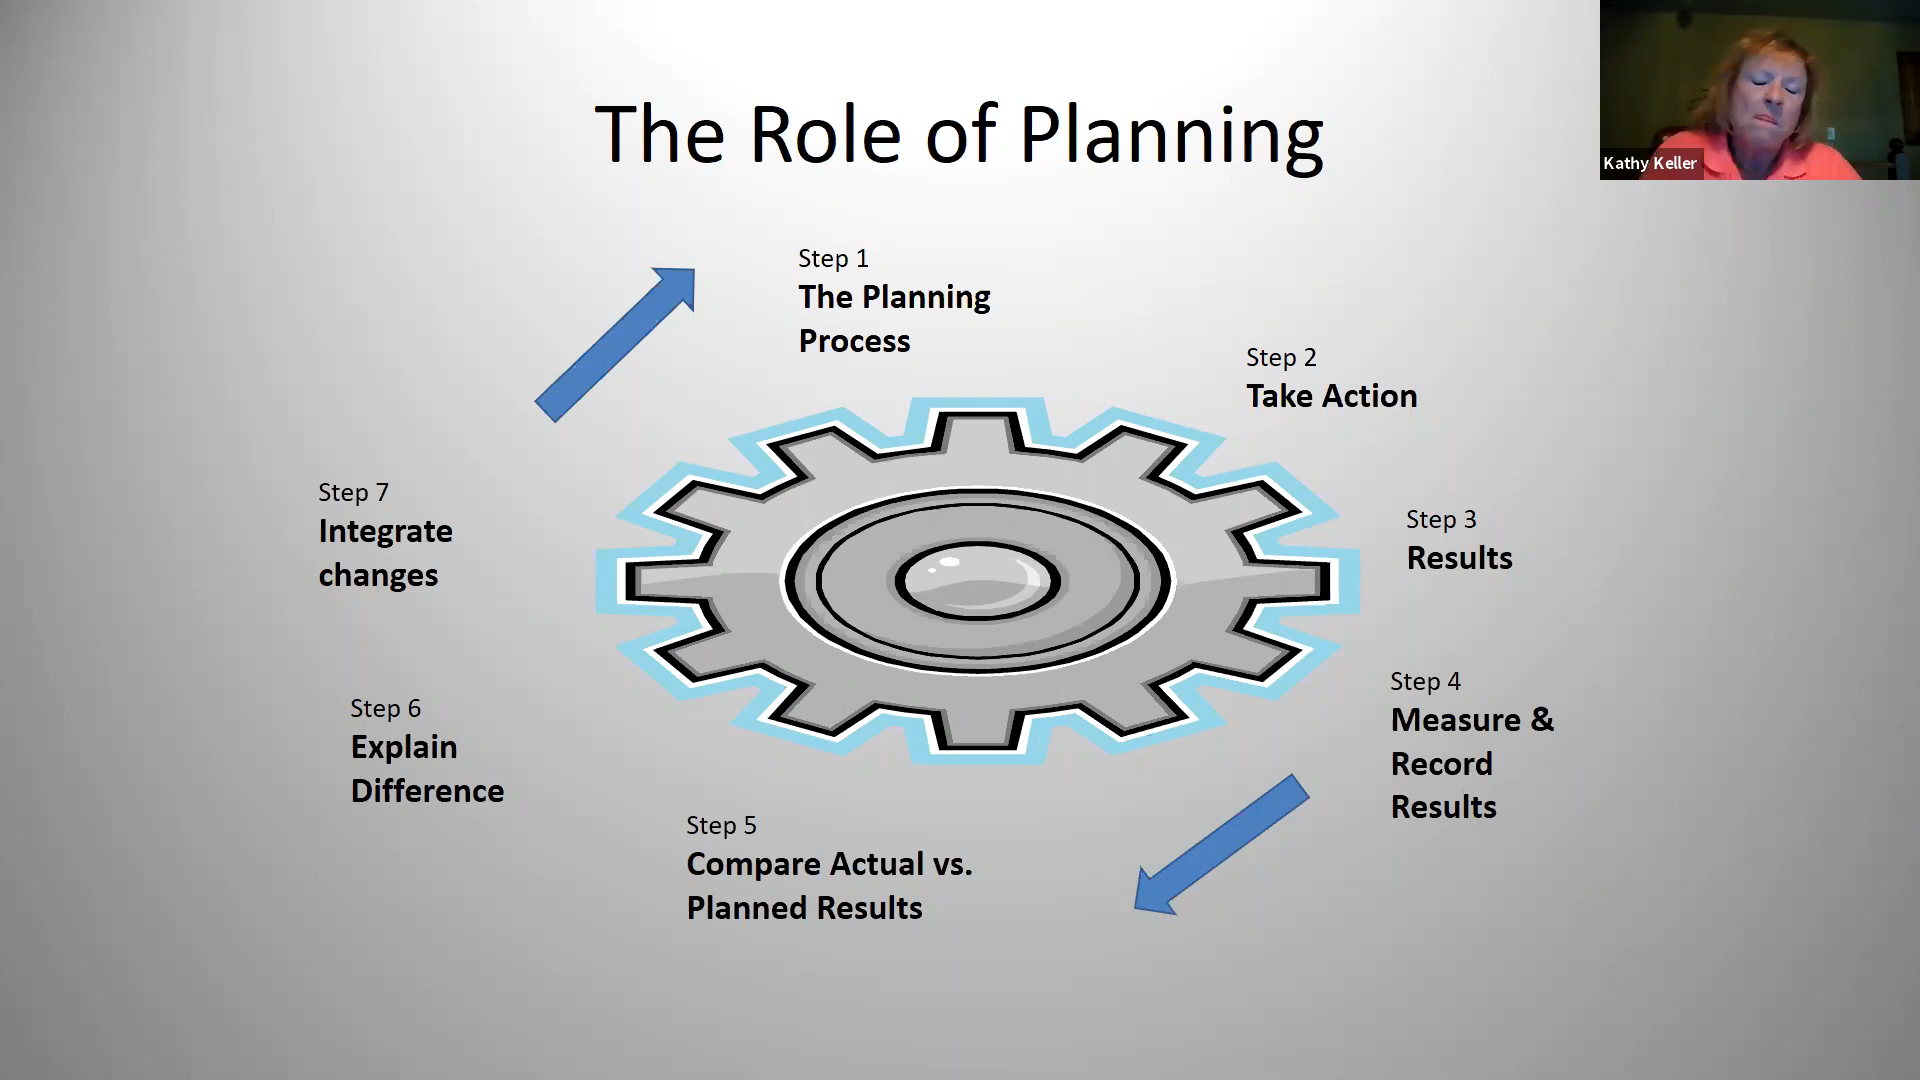 The Role of Planning
Kathy Keller
Step 1
The Planning
Process
Step 2
Take Action
Step 3
Results
Step 4
Measure &
Record
Results
Step 5
Compare Actual vs.
Planned Results
Step 6
Explain
Difference
Step 7
Integrate
changes